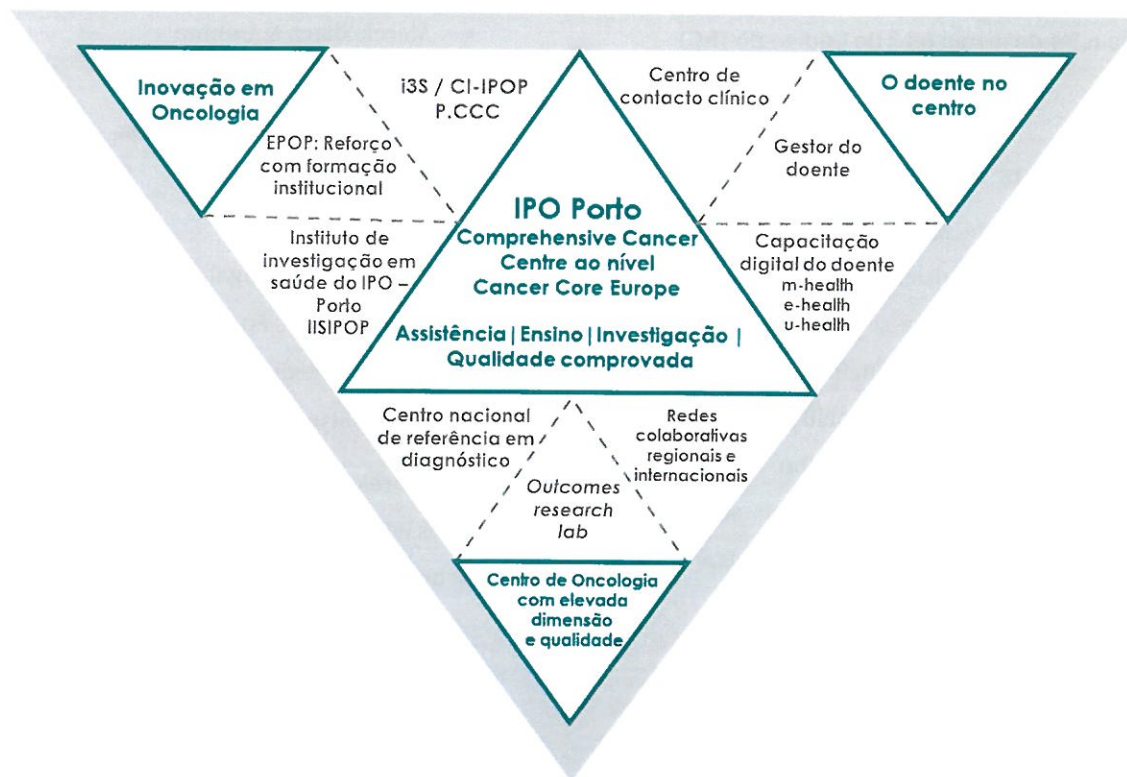 Inovação em
Oncologia
i3S / CI-IPOP
P.CCC
EPOP: Reforço
com formação
institucional
Instituto de
investigação em
saúde do IPO –
Porto
IISIPOP
Centro de
contacto clínico
O doente no
centro
Gestor do
doente
Capacitação
digital do doente
m-health
e-health
u-health
IPO Porto
Comprehensive Cancer
Centre ao nível
Cancer Core Europe
Assistência|Ensino|Investigação|
Qualidade comprovada
Centro nacional
de referência em
diagnóstico
Outcomes
research
lab
Redes
colaborativas
regionais e
internacionais
Centro de Oncologia
com elevada
dimensão
e qualidade